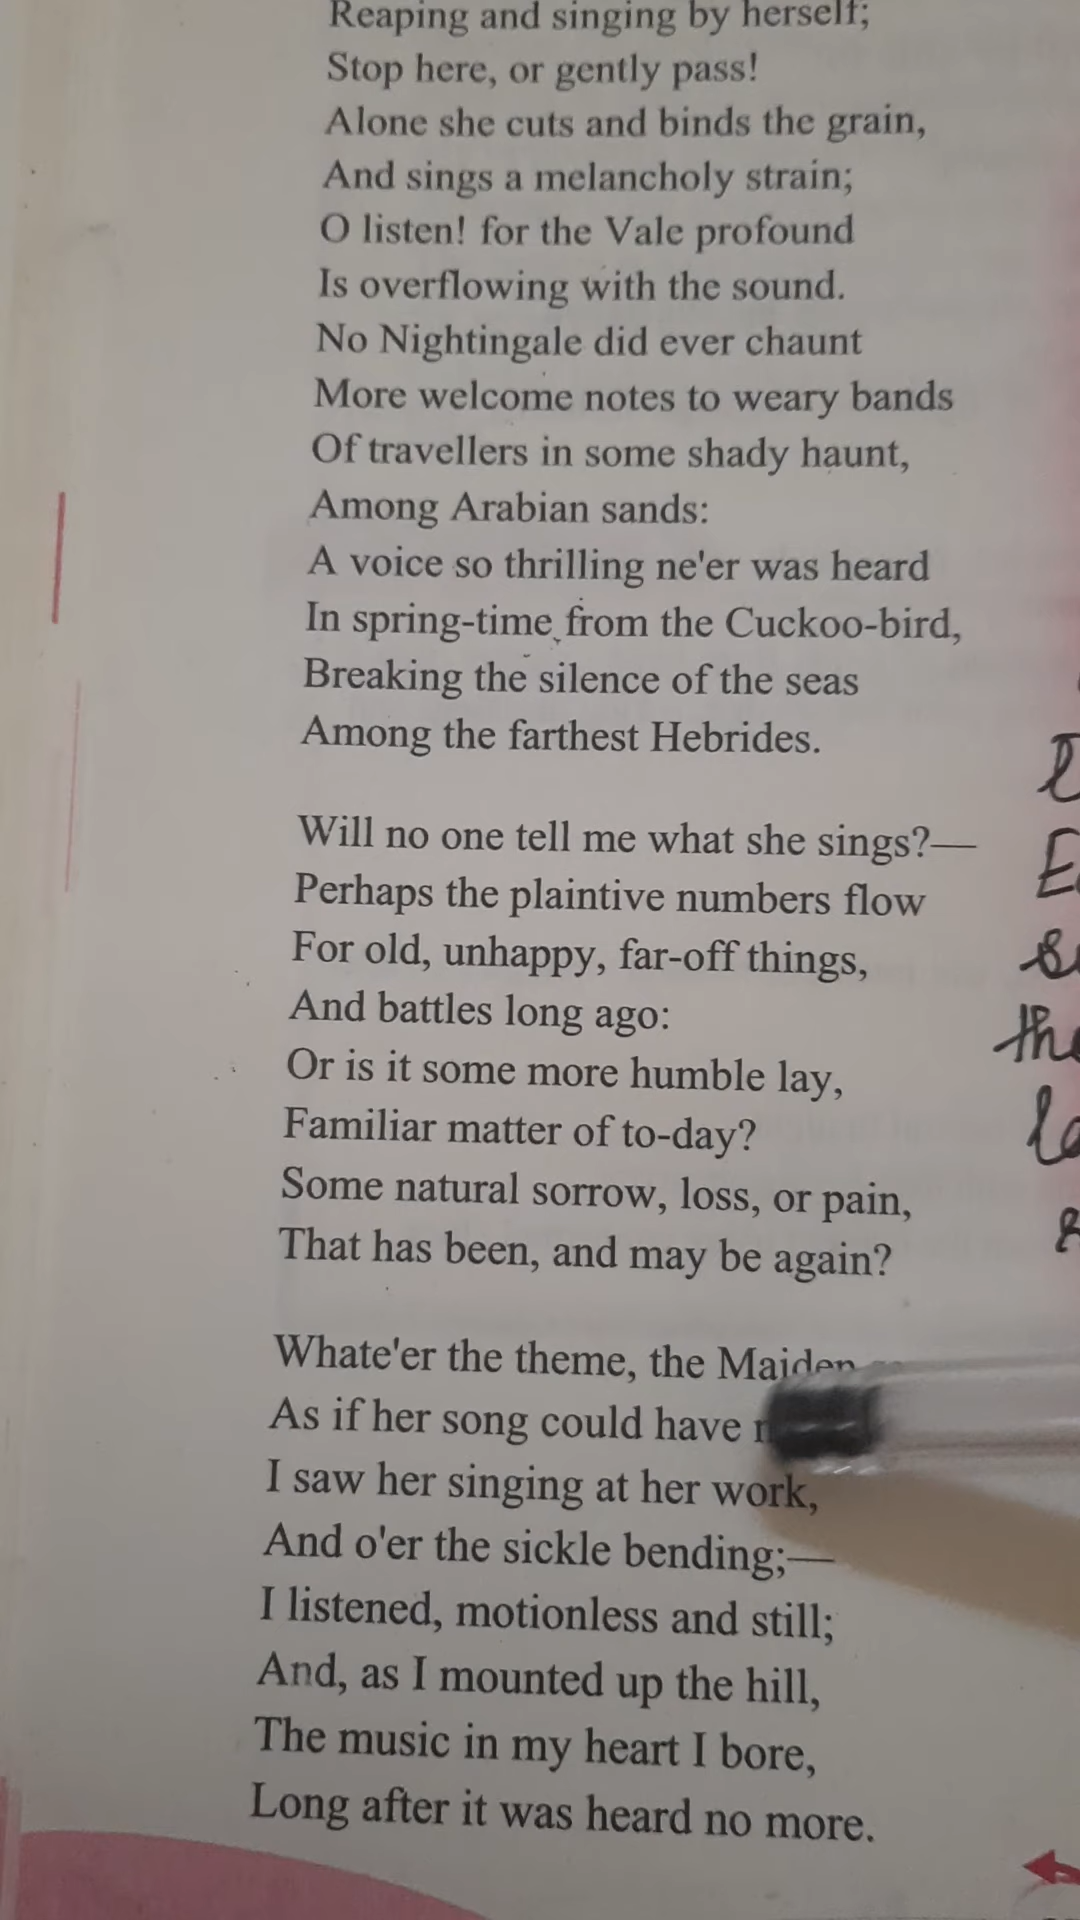 Reaping and singing by herself;
Stop here, or gently pass!
Alone she cuts and binds the grain,
And sings a melancholy strain;
O listen! for the Vale profound
Is overflowing with the sound.
No Nightingale did ever chaunt
More welcome notes to weary bands
Of travellers in some shady haunt,
Among Arabian sands:
A voice so thrilling ne'er was heard
In spring-time from the Cuckoo-bird,
Breaking the silence of the seas
Among the farthest Hebrides.
Will no one tell me what she sings?—
Perhaps the plaintive numbers flow
For old, unhappy, far-off things,
And battles long ago:
Or is it some more humble lay,
Familiar matter of to-day?
Some natural sorrow, loss, or pain,
That has been, and may be again?
Whate'er the theme, the Maiden
As if her song could have
I saw her singing at her work,
And o'er the sickle bending;—
I listened, motionless and still;
And, as I mounted up the hill,
The music in my heart I bore,
Long after it was heard no more.